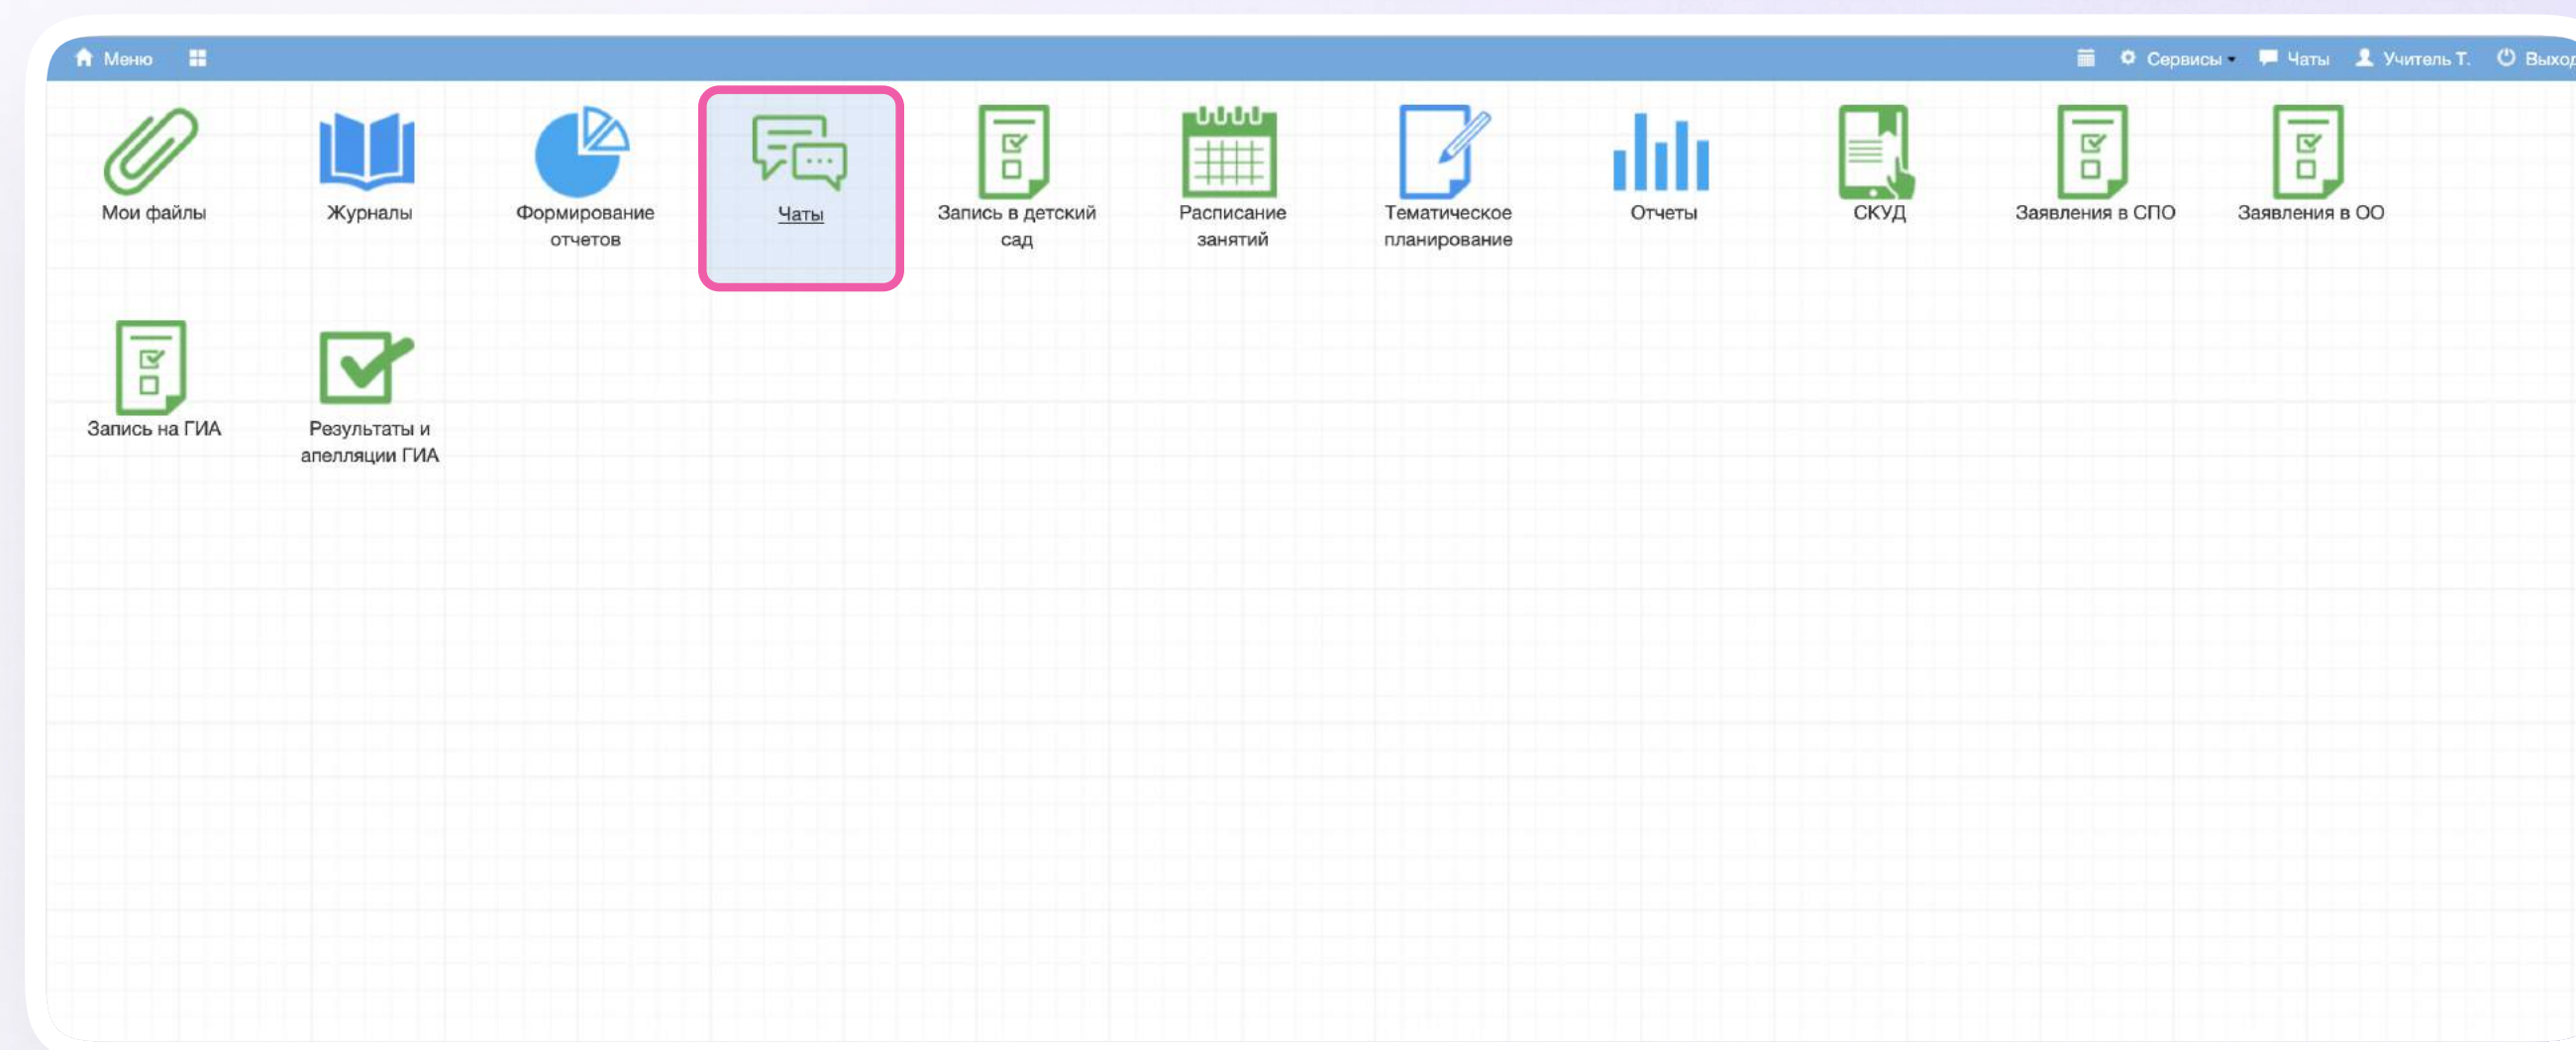 Меню
Сервисы
Чаты
Учитель Т.
Выход
Мои файлы
Журналы
Формирование
отчетов
Чаты
Запись в детский
сад
Расписание
занятий
Тематическое
планирование
Отчеты
СКУД
Заявления в СПО
Заявления в ОО
Запись на ГИА
Результаты и
апелляции ГИА